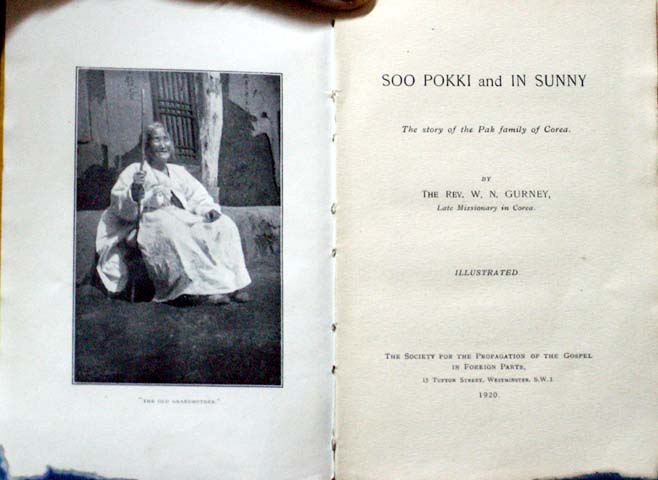 "THE OLD GRANDMOTHER."
SOO POKKI and IN SUNNY
The story of the Pak family of Corea.
BY
THE REV. W. N. GURNEY,
Late Missionary in Corea.
ILLUSTRATED
THE SOCIETY FOR THE PROPAGATION OF THE GOSPEL
IN FOREIGN PARTS,
15 TUFTON STREET, WESTMINSTER, S.W.1.
1920.